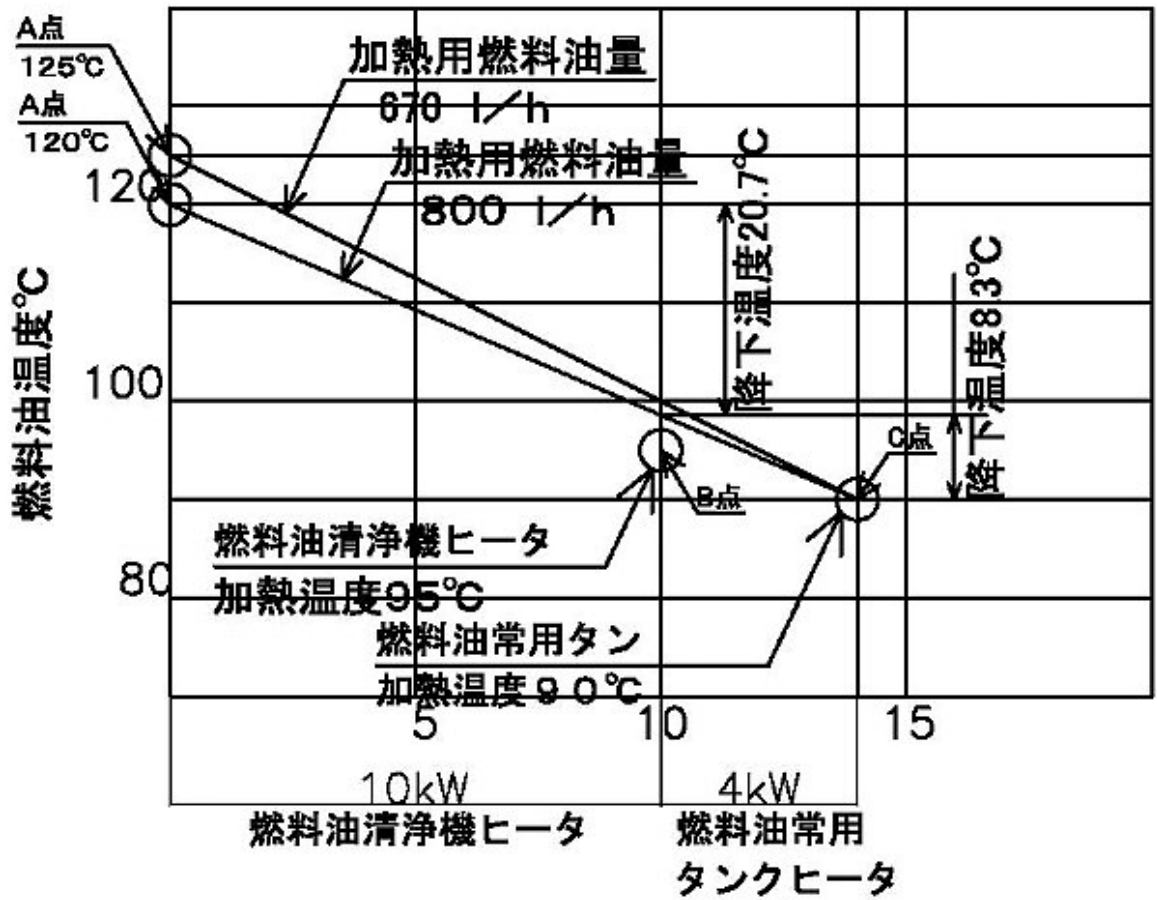 A点
125℃
A点
120℃
加熱用燃料油量
670 l／h
加熱用燃料油量
800 l／h
120
100
80
燃料油温度℃
降下温度20.7℃
降下温度8.3℃
C点
B点
燃料油清浄機ヒータ
加熱温度95℃
燃料油常用タン
加熱温度９０℃
5
10
15
10kW
4kW
燃料油清浄機ヒータ
燃料油常用
タンクヒータ